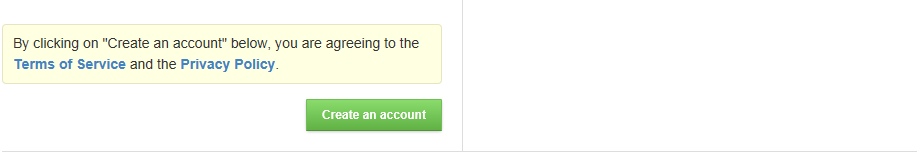 By clicking on "Create an account" below, you are agreeing to the
Terms of Service and the Privacy Policy.
Create an account